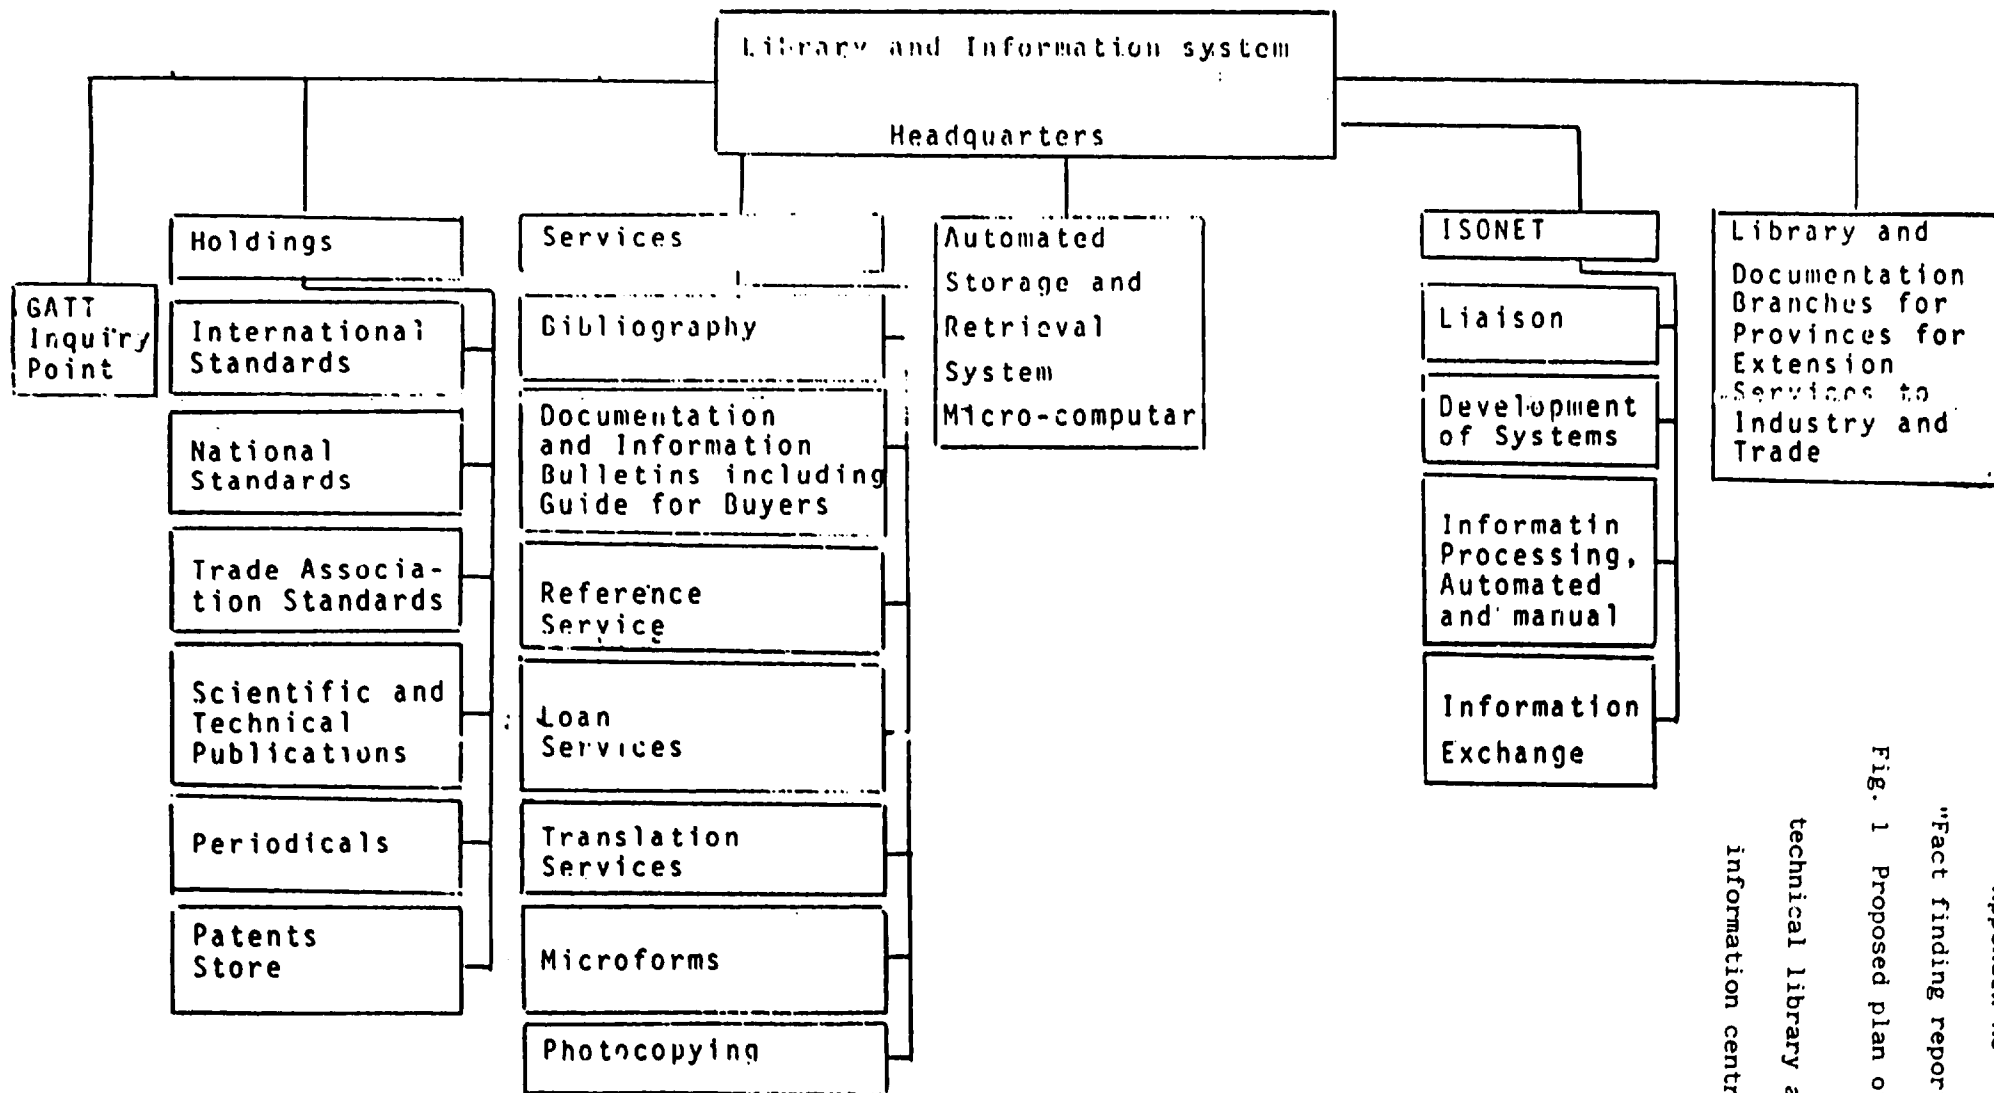 Library and Information system
Headquarters
GATT
Inquiry
Point
Holdings
International
Standards
National
Standards
Trade Associa-
tion Standards
Scientific and
Technical
Publications
Periodicals
Patents
Store
Services
Bibliography
Documentation
and Information
Bulletins including
Guide for Buyers
Reference
Service
Loan
Services
Translation
Services
Microforms
Photocopying
Automated
Storage and
Retrieval
System
Micro-computar
ISONET
Liaison
Development
of Systems
Informatin
Processing,
Automated
and manual
Information
Exchange
Library and
Documentation
Branches for
Provinces for
Extension
Services to
Industry and
Trade
"Fact finding repor
Fig. 1 Proposed plan o
technical library a
information centr